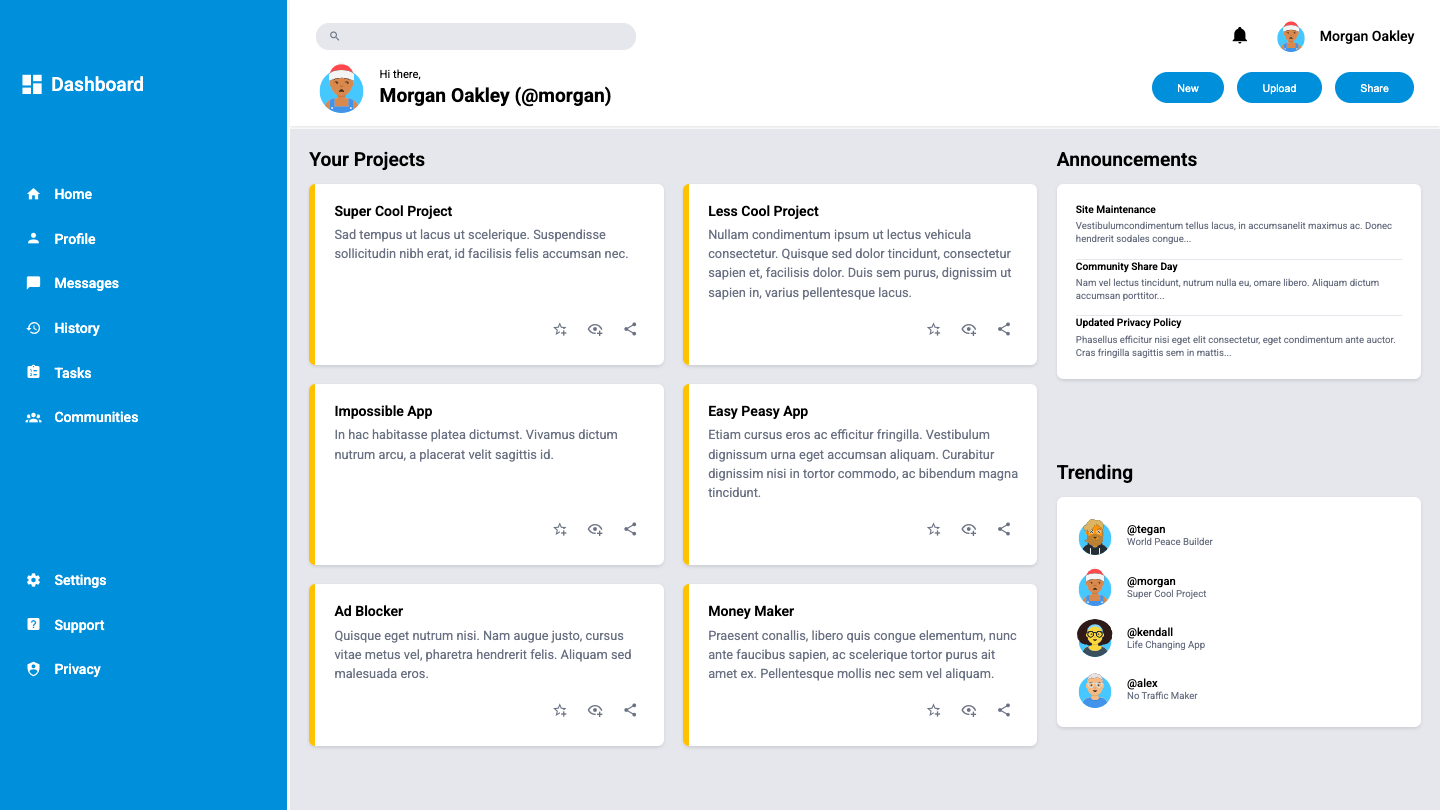 Dashboard
Home
Profile
Messages
History
Tasks
Communities
Settings
Support
Privacy
Morgan Oakley
Hi there,
Morgan Oakley (@morgan)
New
Upload
Share
Your Projects
Super Cool Project
Sad tempus ut lacus ut scelerique. Suspendisse
sollicitudin nibh erat, id facilisis felis accumsan nec.
Less Cool Project
Nullam condimentum ipsum ut lectus vehicula
consectetur. Quisque sed dolor tincidunt, consectetur
sapien et, facilisis dolor. Duis sem purus, dignissim ut
sapien in, varius pellentesque lacus.
Impossible App
In hac habitasse platea dictumst. Vivamus dictum
nutrum arcu, a placerat velit sagittis id.
Easy Peasy App
Etiam cursus eros ac efficitur fringilla. Vestibulum
dignissum urna eget accumsan aliquam. Curabitur
dignissim nisi in tortor commodo, ac bibendum magna
tincidunt.
Ad Blocker
Quisque eget nutrum nisi. Nam augue justo, cursus
vitae metus vel, pharetra hendrerit felis. Aliquam sed
malesuada eros.
Money Maker
Praesent conallis, libero quis congue elementum, nunc
ante faucibus sapien, ac scelerique tortor purus ait
amet ex. Pellentesque mollis nec sem vel aliquam.
Announcements
Site Maintenance
Vestibulumcondimentum tellus lacus, in accumsanelit maximus ac. Donec
hendrerit sodales congue...
Community Share Day
Nam vel lectus tincidunt, nutrum nulla eu, omare libero. Aliquam dictum
accumsan porttitor...
Updated Privacy Policy
Phasellus efficitur nisi eget elit consectetur, eget condimentum ante auctor.
Cras fringilla sagittis sem in mattis...
Trending
@tegan
World Peace Builder
@morgan
Super Cool Project
@kendall
Life Changing App
@alex
No Traffic Maker